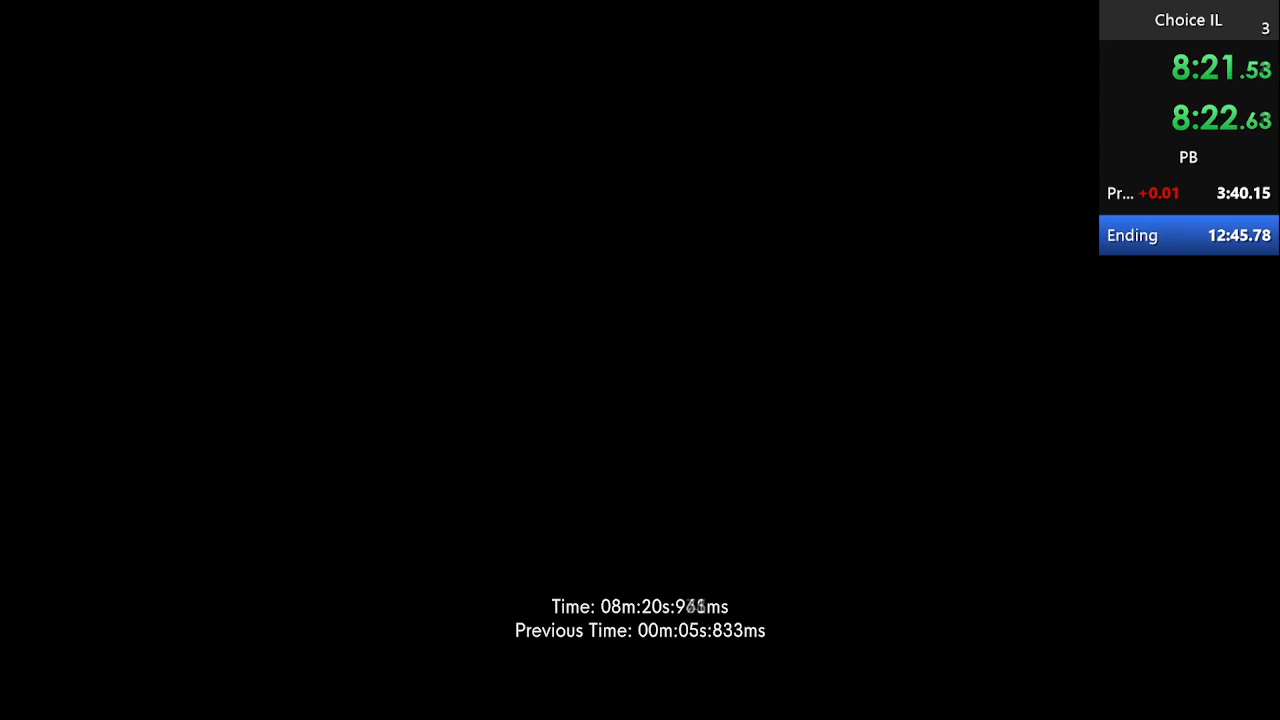 Choice IL
3
8:21.53
8:22.63
PB
Pr... +0.01 3:40.15
Ending 12:45.78
Time:
Previous Time: 00m:05s:833ms